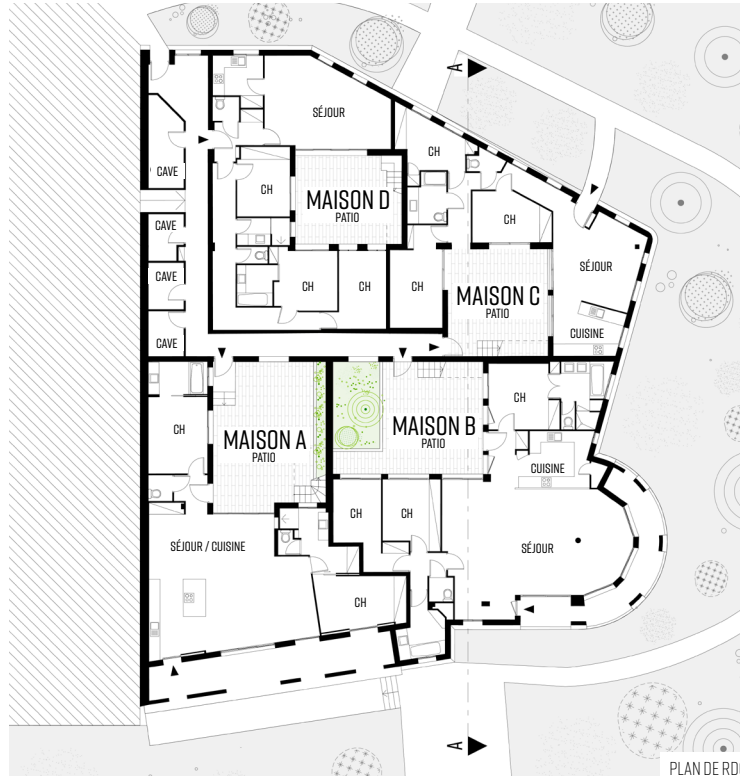 A
SÉJOUR
CH
CAVE
CH
MAISON D
PATIO
CH
CAVE
SÉJOUR
CAVE
CH
CH
CH
MAISON C
PATIO
CAVE
CUISINE
CH
CH
MAISON A
PATIO
MAISON B
PATIO
CUISINE
CH
CH
SÉJOUR / CUISINE
SÉJOUR
CH
A
PLAN DE RD